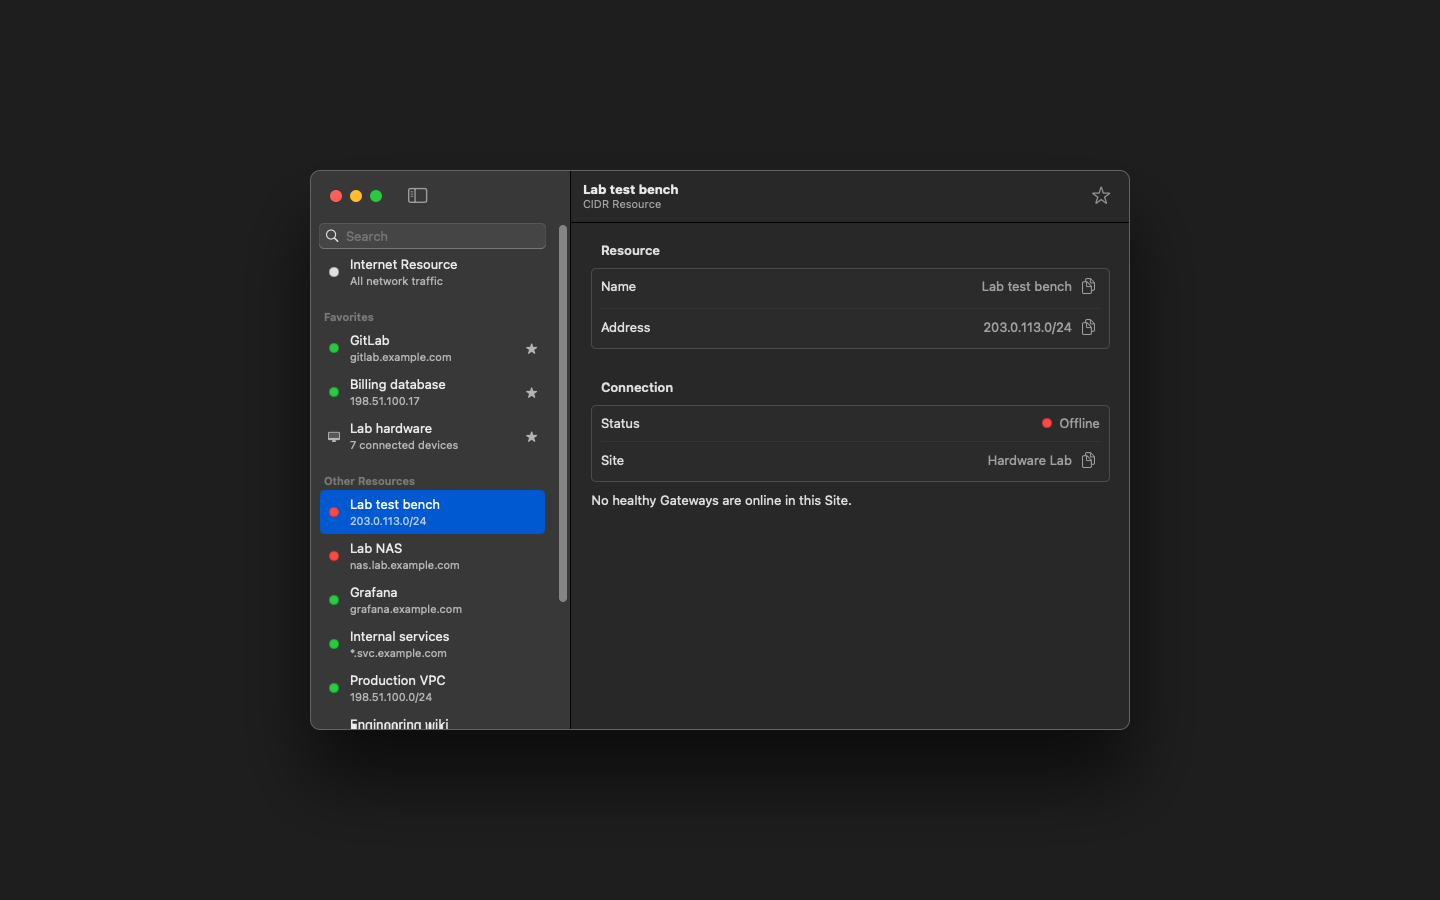 Search
Internet Resource
All network traffic
Favorites
GitLab
gitlab.example.com
Billing database
198.51.100.17
Lab hardware
7 connected devices
Other Resources
Lab test bench
203.0.113.0/24
Lab NAS
nas.lab.example.com
Grafana
grafana.example.com
Internal services
*.svc.example.com
Production VPC
198.51.100.0/24
Engineering wiki
Lab test bench
CIDR Resource
Resource
Name
Lab test bench
Address
203.0.113.0/24
Connection
Status
Offline
Site
Hardware Lab
No healthy Gateways are online in this Site.